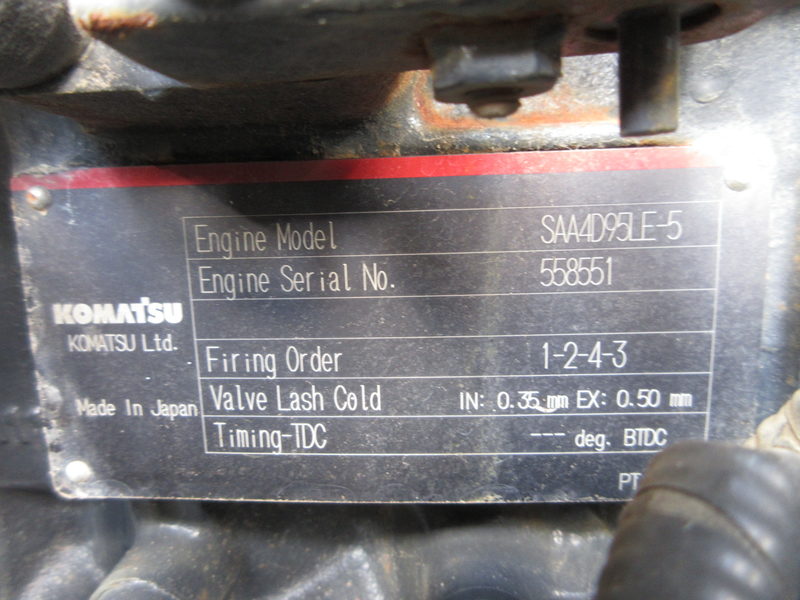 Engine Model SAA4D95LE-5
Engine Serial No. 558551
KOMATSU
KOMATSU Ltd.
Made In Japan
Firing Order 1-2-4-3
Valve Lash Cold IN: 0.35 mm EX: 0.50 mm
Timing-TDC --- deg. BTDC
PT